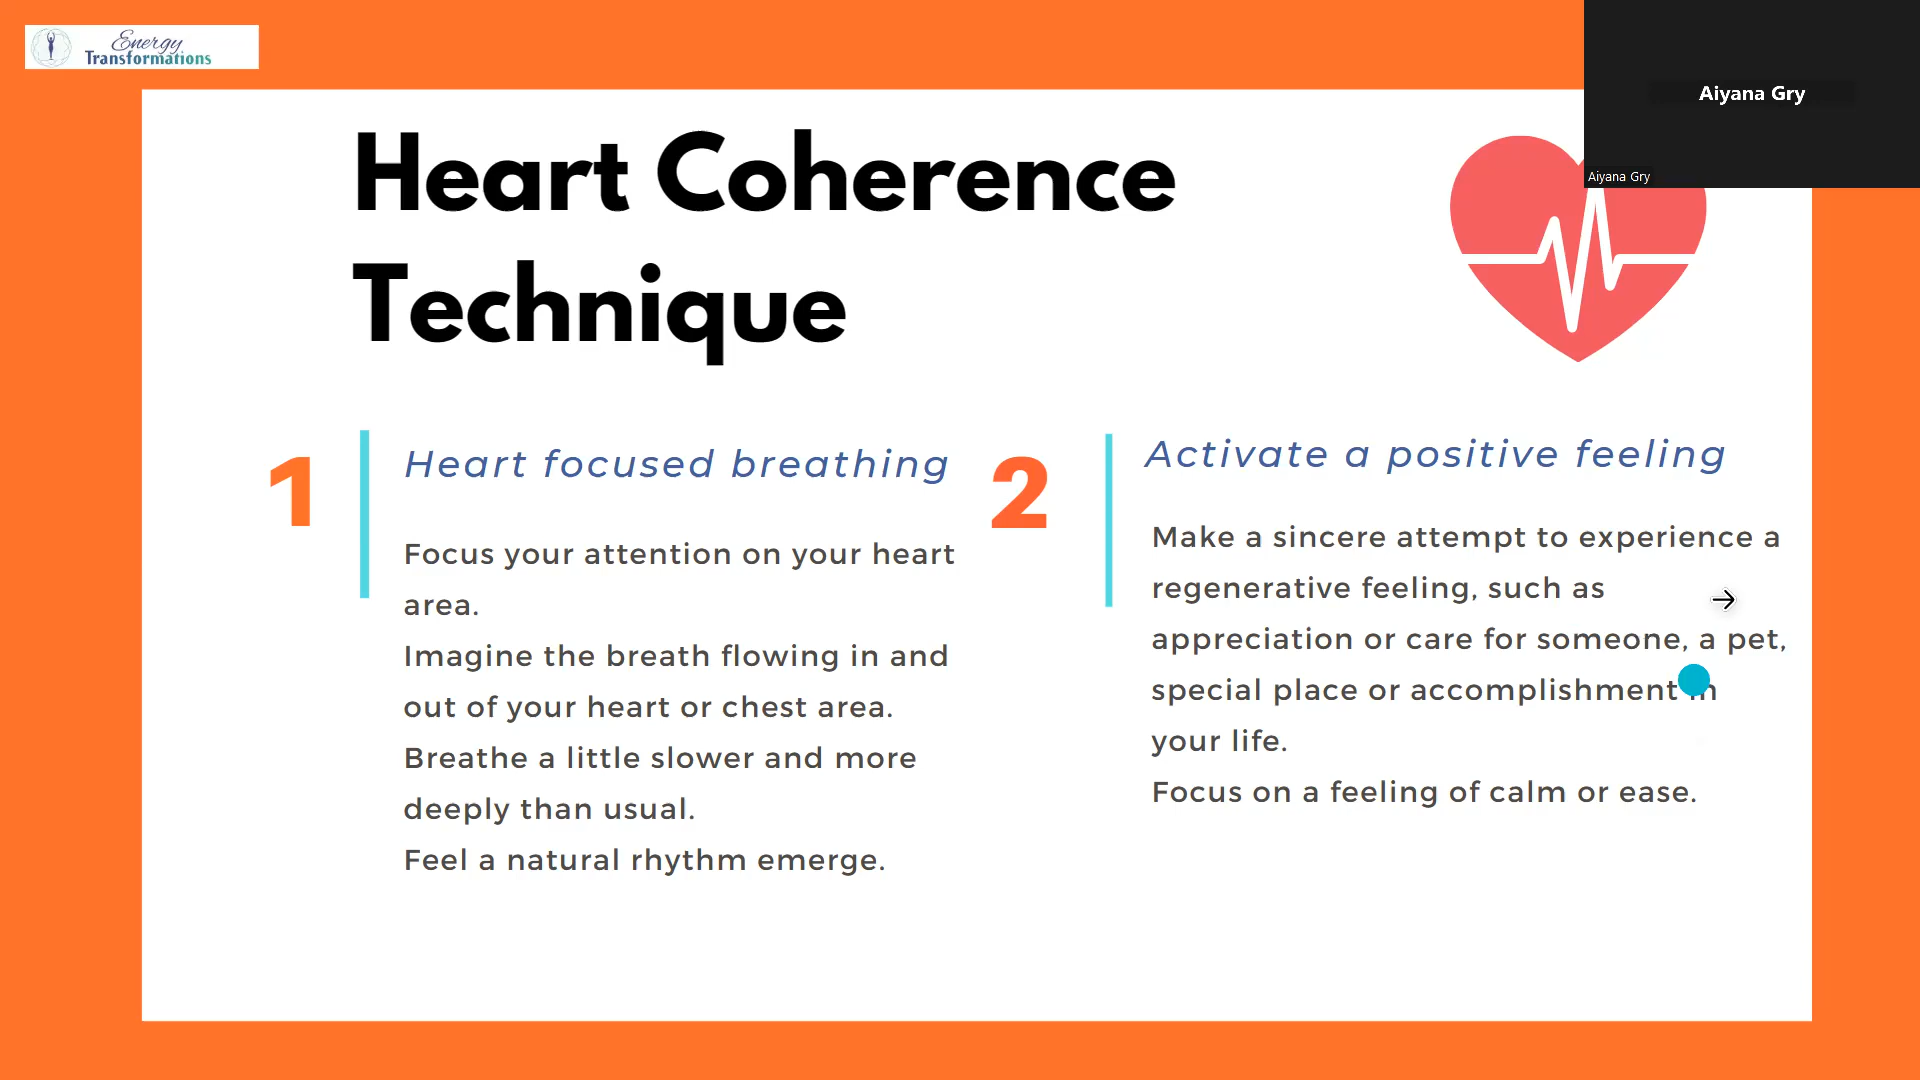 Energy
Transformations
Aiyana Gry
Aiyana Gry
Heart Coherence
Technique
1
Heart focused breathing
Focus your attention on your heart
area.
Imagine the breath flowing in and
out of your heart or chest area.
Breathe a little slower and more
deeply than usual.
Feel a natural rhythm emerge.
2
Activate a positive feeling
Make a sincere attempt to experience a
regenerative feeling, such as
appreciation or care for someone, a pet,
special place or accomplishment in
your life.
Focus on a feeling of calm or ease.